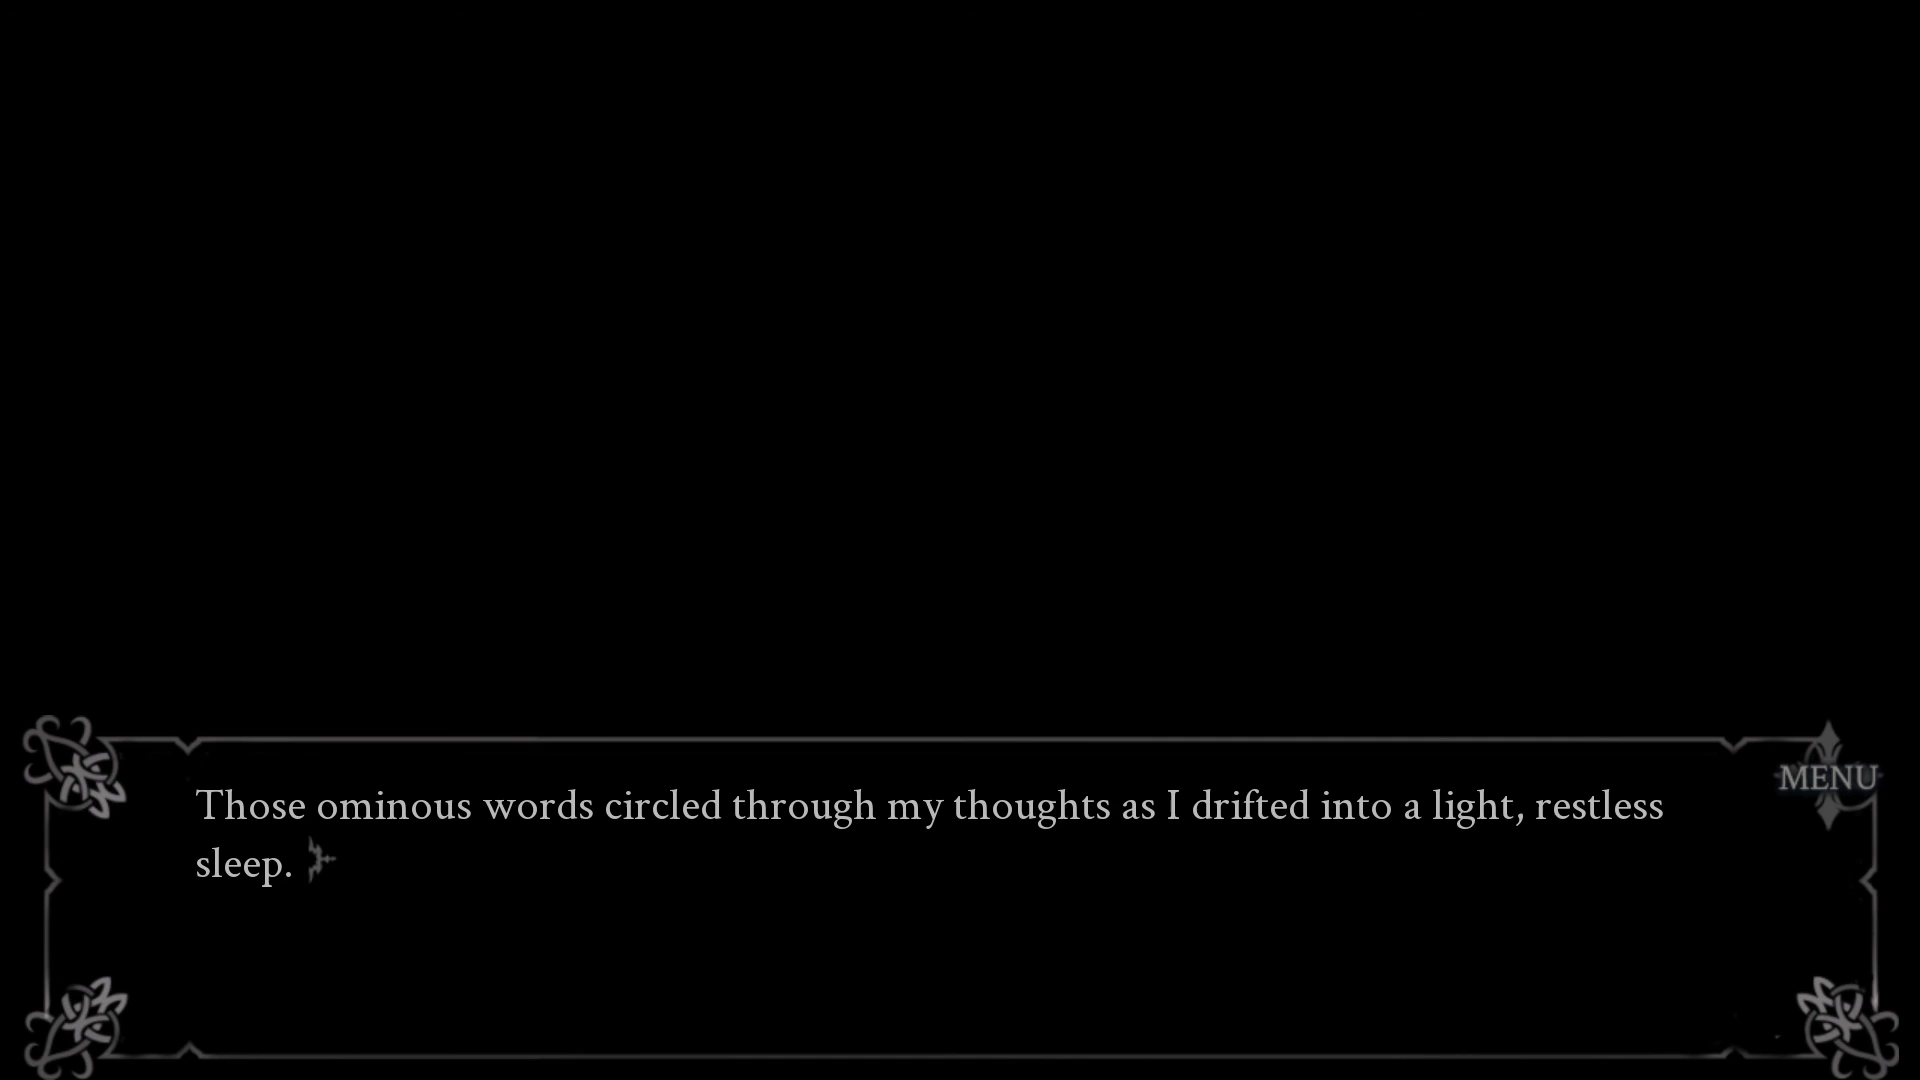 MENU
Those ominous words circled through my thoughts as I drifted into a light, restless
sleep.